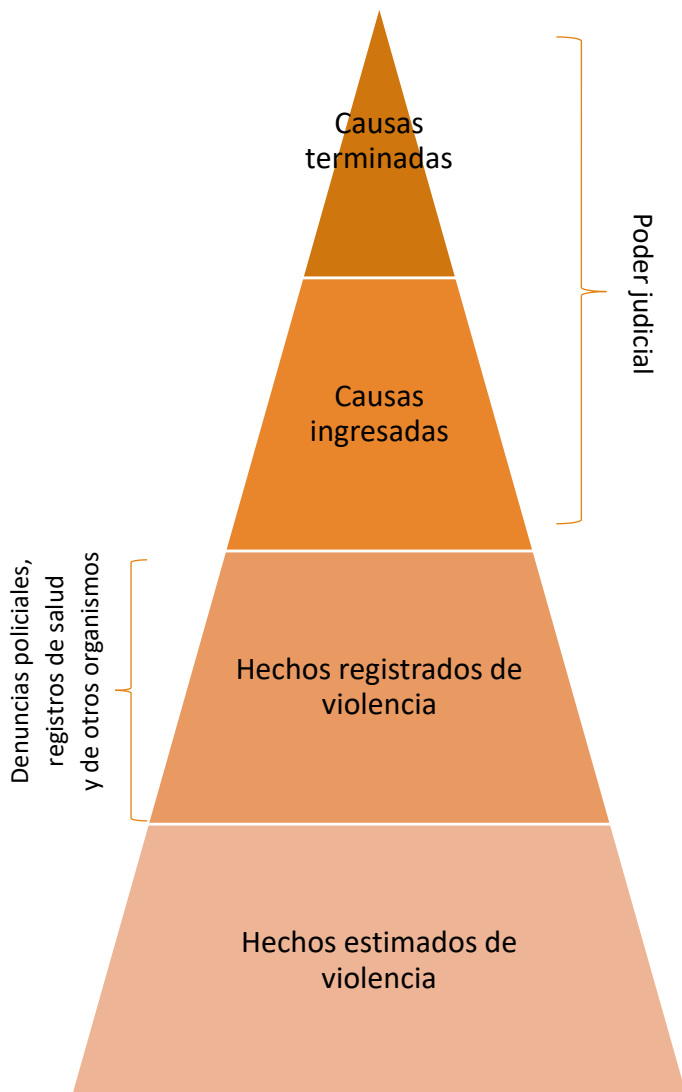 Causas
terminadas
Poder judicial
Causas
ingresadas
Denuncias policiales,
registros de salud
y de otros organismos
Hechos registrados de
violencia
Hechos estimados de
violencia